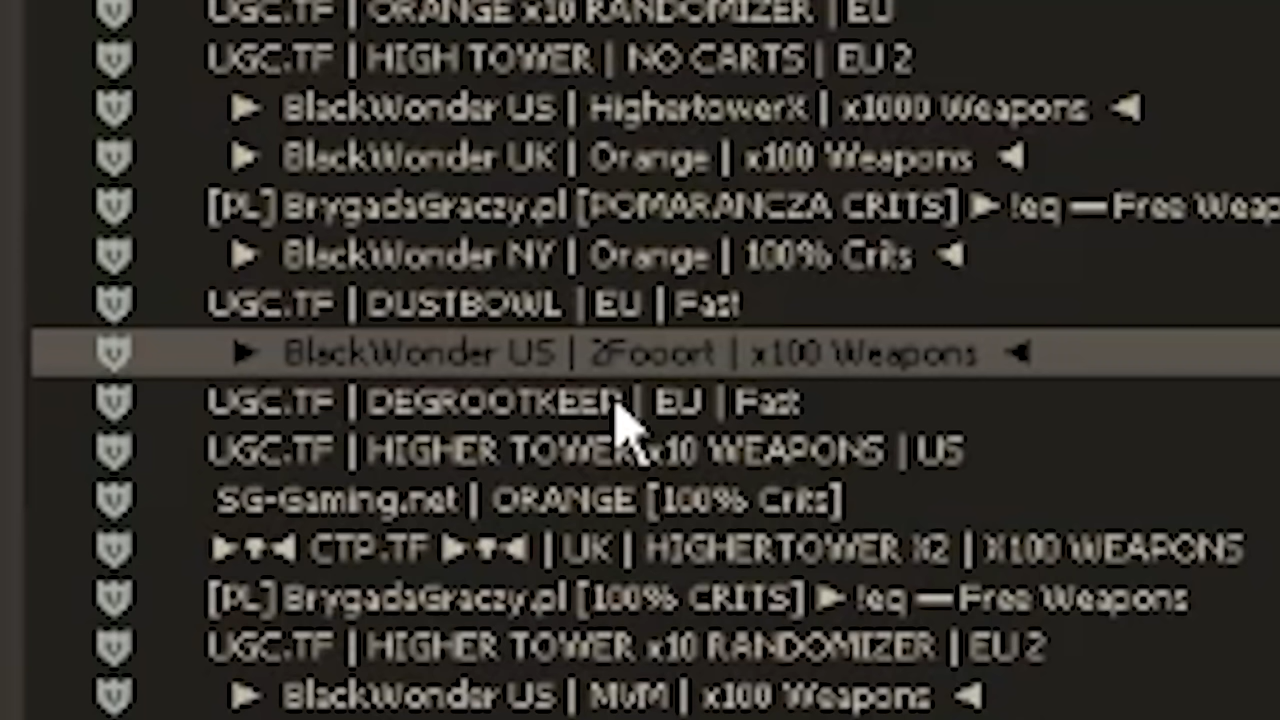 UGC.TF | ORANGE x10 RANDOMIZER | EU
UGC.TF | HIGH TOWER | NO CARTS | EU 2
► BlackWonder US | HighertowerX | x1000 Weapons ◄
► BlackWonder UK | Orange | x100 Weapons ◄
[PL]BrygadaGraczy.pl [POMARANCZA CRITS] ► !eq —Free Weap
► BlackWonder NY | Orange | 100% Crits ◄
UGC.TF | DUSTBOWL | EU | Fast
► BlackWonder US | 2Fooort | x100 Weapons ◄
UGC.TF | DEGROOTKEEP | EU | Fast
UGC.TF | HIGHER TOWER x10 WEAPONS | US
SG-Gaming.net | ORANGE [100% Crits]
►▼◄ CTP.TF ►▼◄ | UK | HIGHERTOWER X2 | X100 WEAPONS
[PL]BrygadaGraczy.pl [100% CRITS] ► !eq —Free Weapons
UGC.TF | HIGHER TOWER x10 RANDOMIZER | EU 2
► BlackWonder US | MVM | x100 Weapons ◄